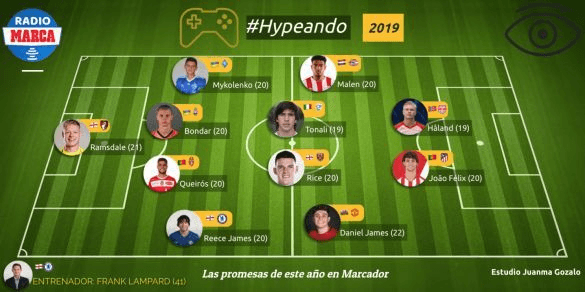 RADIO
MARCA
#Hypeando
2019
Mykolenko (20)
Malen (20)
Ramsdale (21)
Bondar (20)
Tonali (19)
Håland (19)
Queirós (20)
Rice (20)
João Félix (20)
Reece James (20)
Daniel James (22)
ENTRENADOR: FRANK LAMPARD (41)
Las promesas de este año en Marcador
Estudio Juanma Gozalo